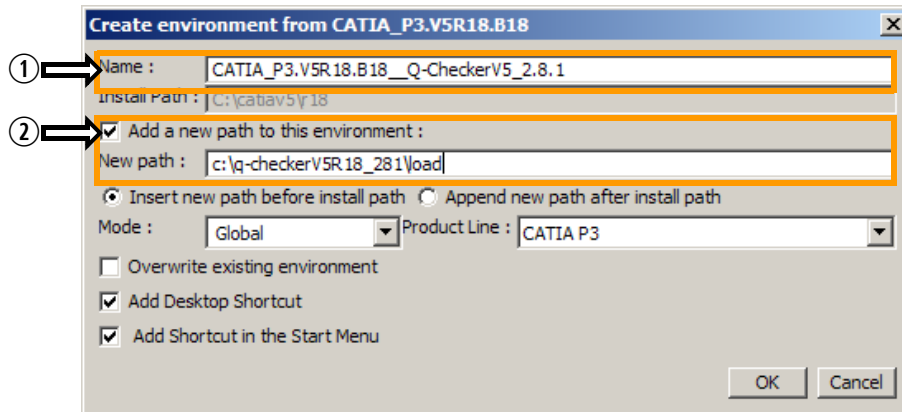 Create environment from CATIA_P3.V5R18.B18
① Name : CATIA_P3.V5R18.B18__Q-CheckerV5_2.8.1
Install Path : C:\catiav5\r18
② Add a new path to this environment :
New path : c:\q-checkerV5R18_281\load
Insert new path before install path Append new path after install path
Mode : Global Product Line : CATIA P3
Overwrite existing environment
Add Desktop Shortcut
Add Shortcut in the Start Menu
OK Cancel